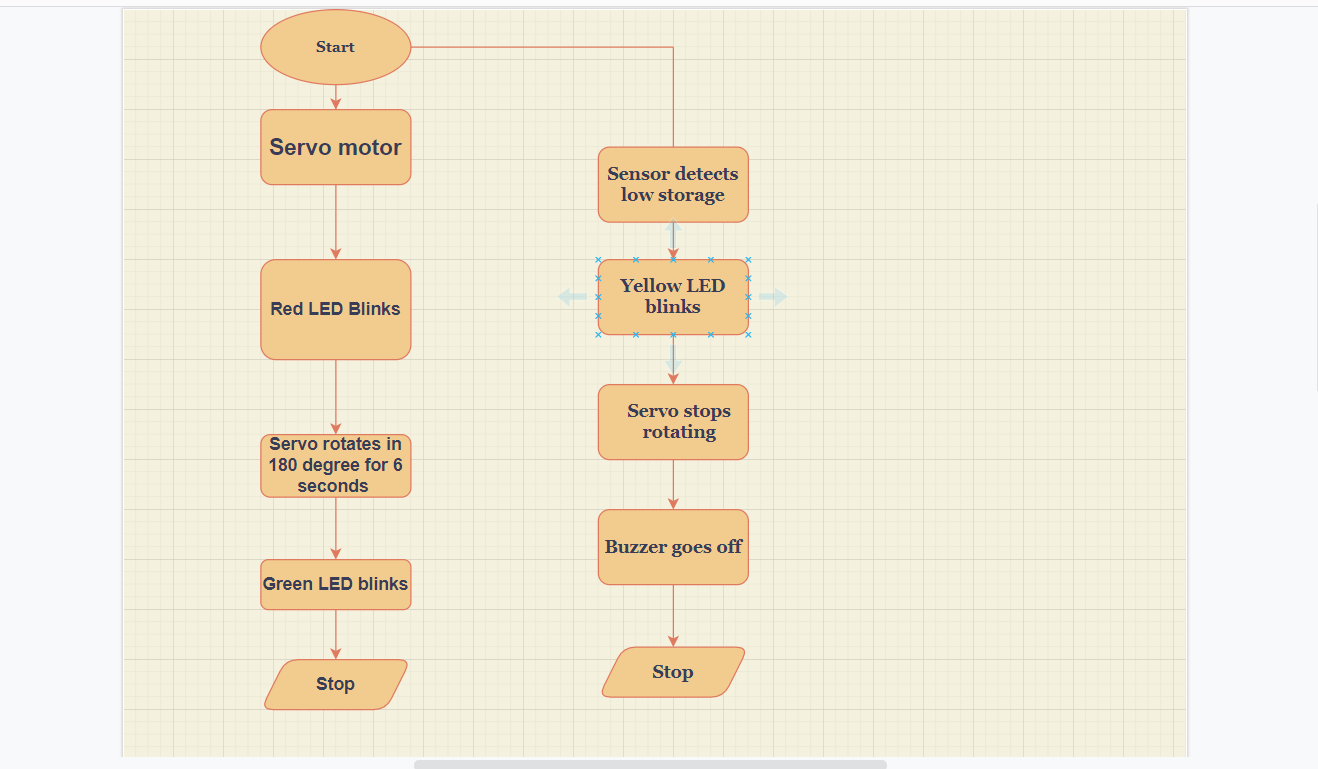 Start
Servo motor
Red LED Blinks
Servo rotates in
180 degree for 6
seconds
Green LED blinks
Stop
Sensor detects
low storage
Yellow LED
blinks
Servo stops
rotating
Buzzer goes off
Stop